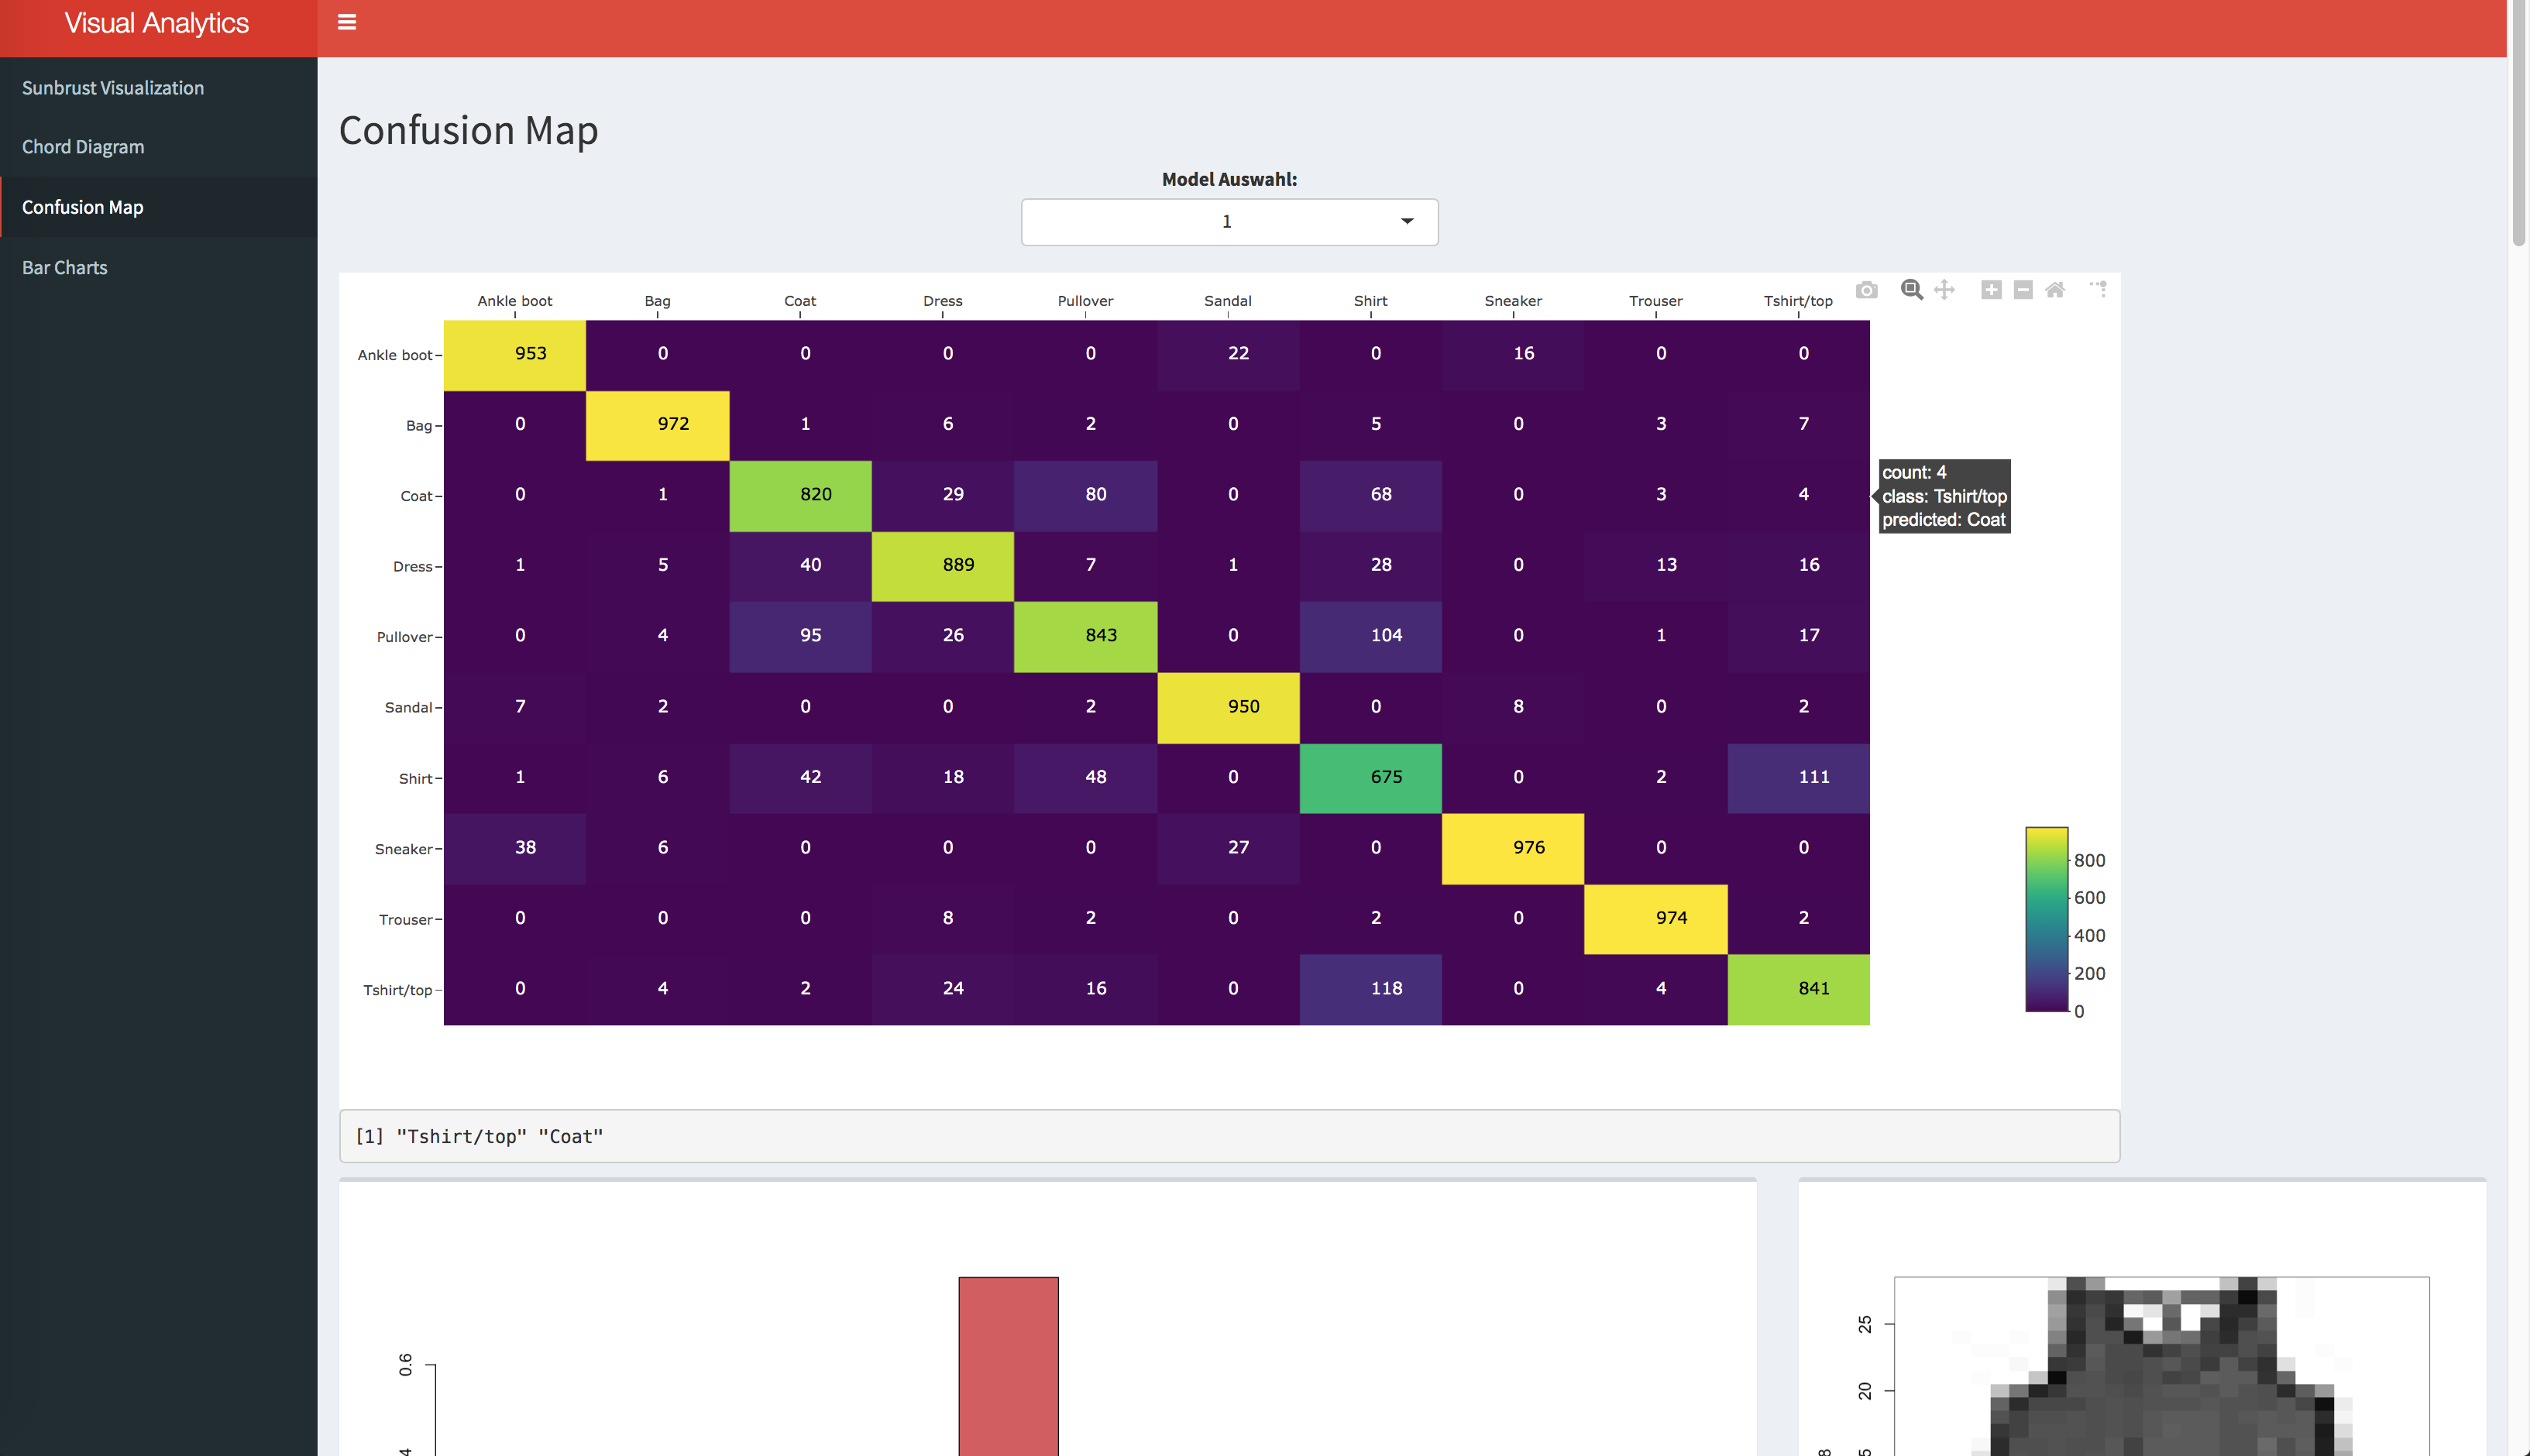 Visual Analytics
Sunbrust Visualization
Chord Diagram
Confusion Map
Bar Charts
Confusion Map
Model Auswahl:
1
Ankle boot Bag Coat Dress Pullover Sandal Shirt Sneaker Trouser Tshirt/top
Ankle boot 953 0 0 0 0 22 0 16 0 0
Bag 0 972 1 6 2 0 5 0 3 7
Coat 0 1 820 29 80 0 68 0 3 4
count: 4
class: Tshirt/top
predicted: Coat
Dress 1 5 40 889 7 1 28 0 13 16
Pullover 0 4 95 26 843 0 104 0 1 17
Sandal 7 2 0 0 2 950 0 8 0 2
Shirt 1 6 42 18 48 0 675 0 2 111
Sneaker 38 6 0 0 0 27 0 976 0 0
Trouser 0 0 0 8 2 0 2 0 974 2
Tshirt/top 0 4 2 24 16 0 118 0 4 841
800
600
400
200
0
[1] "Tshirt/top" "Coat"
0.6
25
20